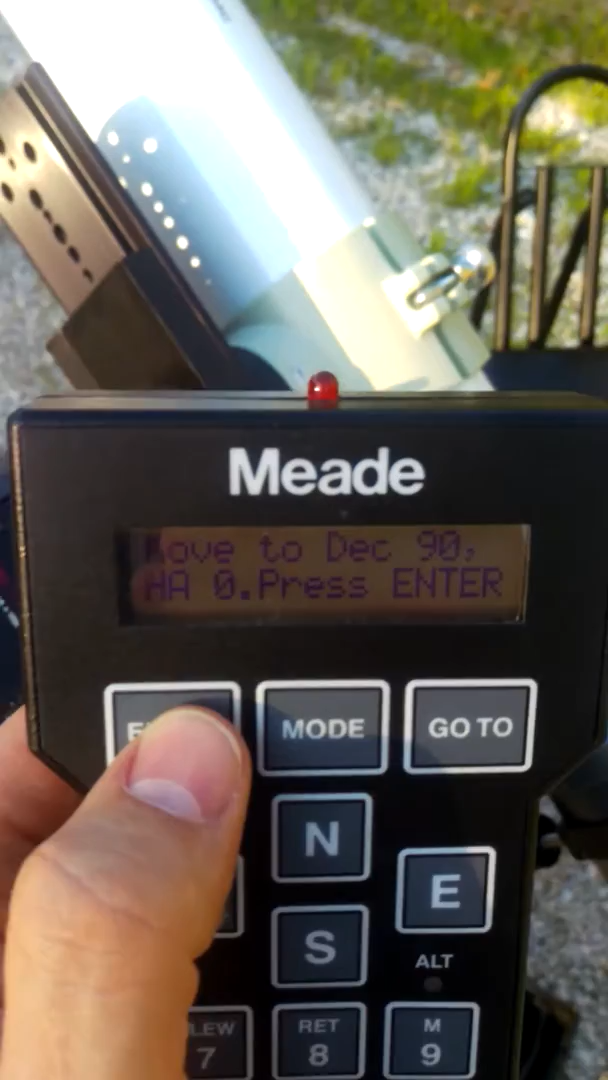 Meade
Move to Dec 90,
HA 0.Press ENTER
MODE
GO TO
N
E
S
ALT
RET
M
7
8
9